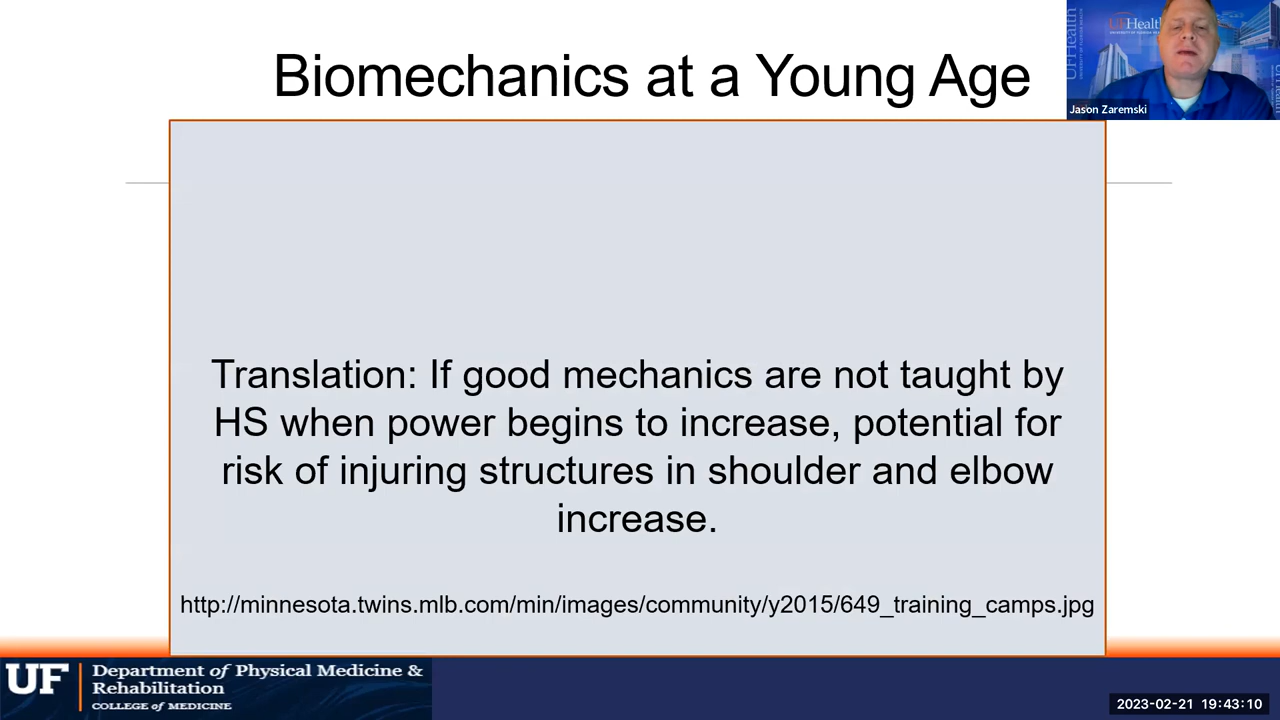 Biomechanics at a Young Age
UFHealth
Jason Zaremski
Translation: If good mechanics are not taught by
HS when power begins to increase, potential for
risk of injuring structures in shoulder and elbow
increase.
http://minnesota.twins.mlb.com/min/images/community/y2015/649_training_camps.jpg
UF
Department of Physical Medicine &
Rehabilitation
COLLEGE of MEDICINE
2023-02-21 19:43:10